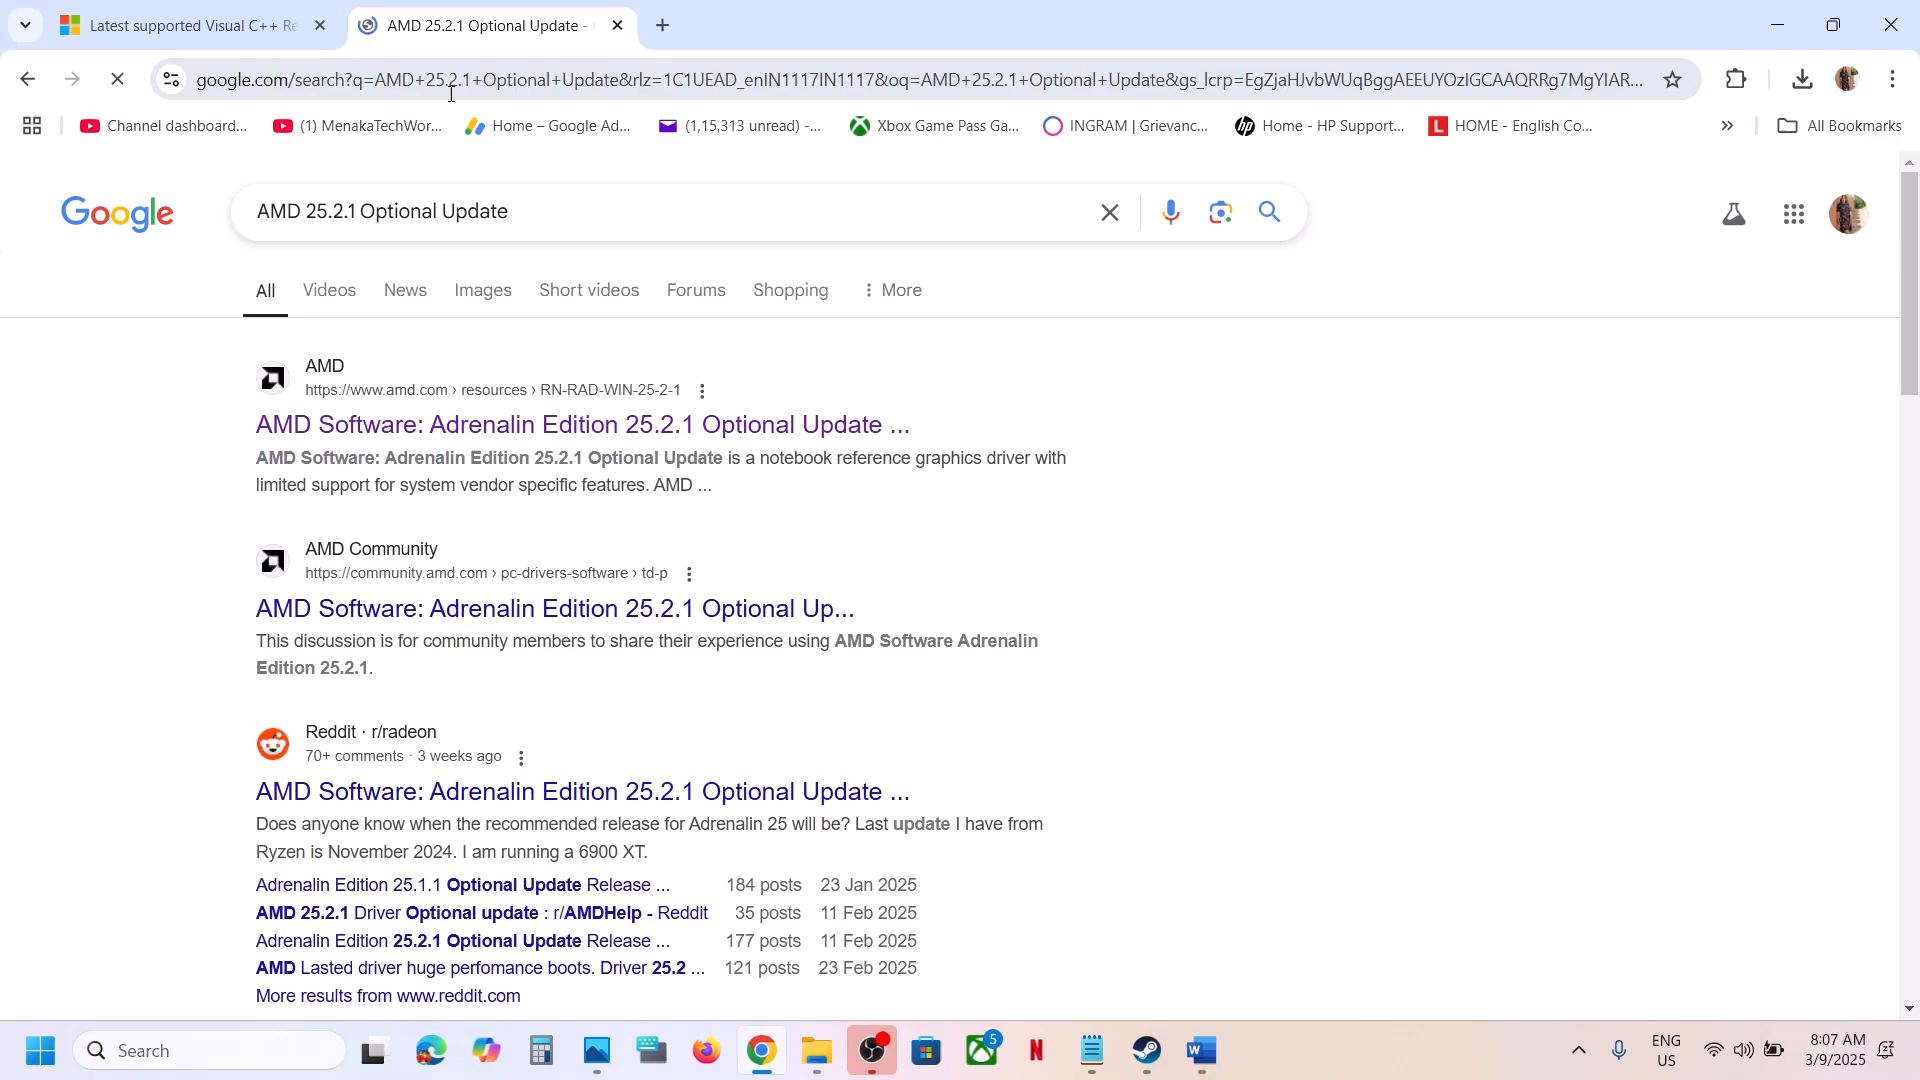 Latest supported Visual C++ Re
AMD 25.2.1 Optional Update -
google.com/search?q=AMD+25.2.1+Optional+Update&rlz=1C1UEAD_enIN1117IN1117&oq=AMD+25.2.1+Optional+Update&gs_lcrp=EgZjaHJvbWUqBggAEEUYOzIGCAAQRRg7MgYIAR...
Channel dashboard...
(1) MenakaTechWor...
Home – Google Ad...
(1,15,313 unread) -...
Xbox Game Pass Ga...
INGRAM | Grievanc...
Home - HP Support...
HOME - English Co...
All Bookmarks
Google
AMD 25.2.1 Optional Update
All Videos News Images Short videos Forums Shopping More
AMD
https://www.amd.com › resources › RN-RAD-WIN-25-2-1
AMD Software: Adrenalin Edition 25.2.1 Optional Update ...
AMD Software: Adrenalin Edition 25.2.1 Optional Update is a notebook reference graphics driver with
limited support for system vendor specific features. AMD ...
AMD Community
https://community.amd.com › pc-drivers-software › td-p
AMD Software: Adrenalin Edition 25.2.1 Optional Up...
This discussion is for community members to share their experience using AMD Software Adrenalin
Edition 25.2.1.
Reddit · r/radeon
70+ comments · 3 weeks ago
AMD Software: Adrenalin Edition 25.2.1 Optional Update ...
Does anyone know when the recommended release for Adrenalin 25 will be? Last update I have from
Ryzen is November 2024. I am running a 6900 XT.
Adrenalin Edition 25.1.1 Optional Update Release ... 184 posts 23 Jan 2025
AMD 25.2.1 Driver Optional update : r/AMDHelp - Reddit 35 posts 11 Feb 2025
Adrenalin Edition 25.2.1 Optional Update Release ... 177 posts 11 Feb 2025
AMD Lasted driver huge perfomance boots. Driver 25.2 ... 121 posts 23 Feb 2025
More results from www.reddit.com
Search
5
ENG
US
8:07 AM
3/9/2025